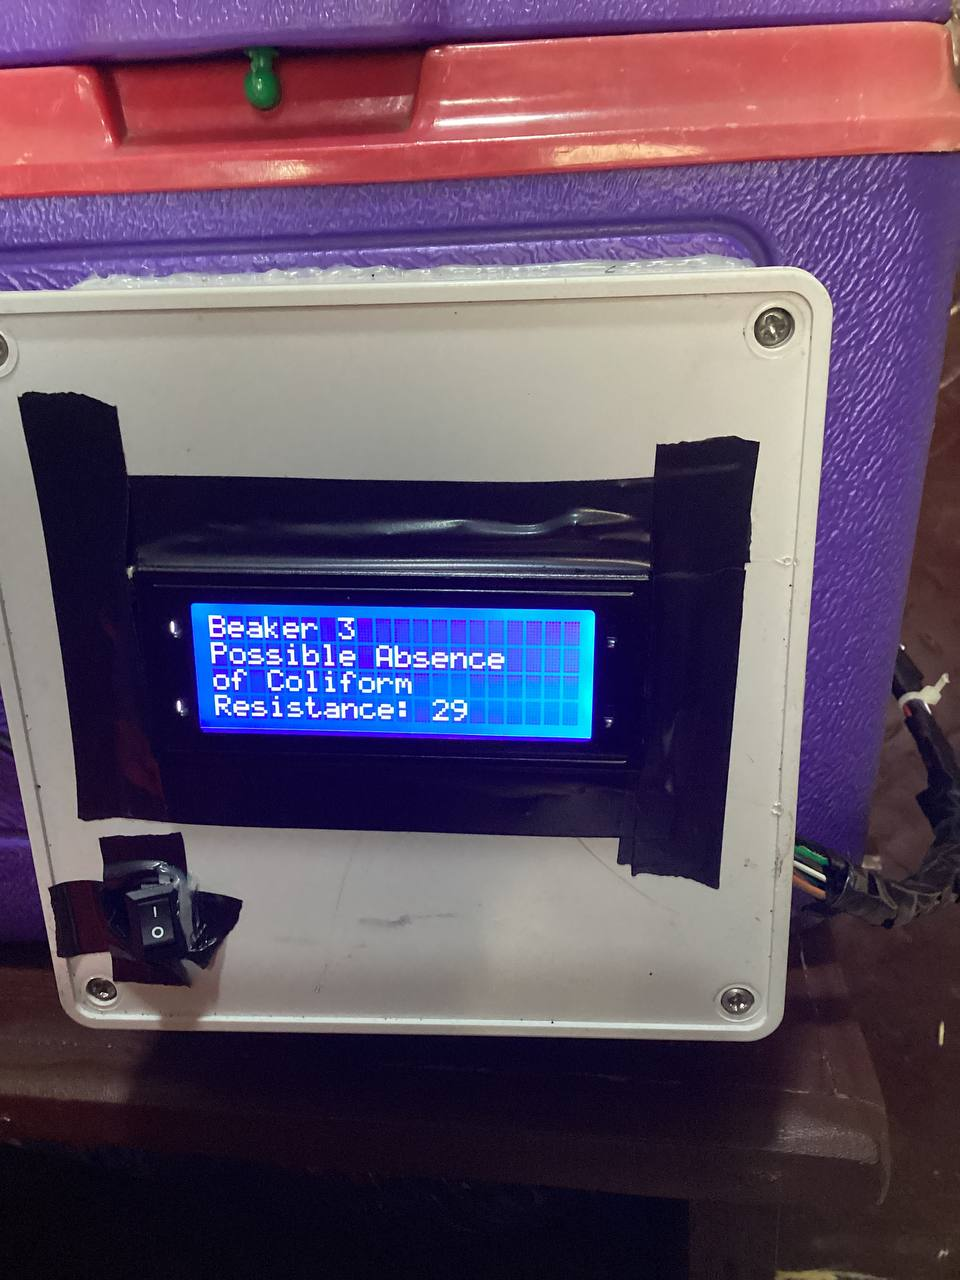 Beaker 3
Possible Absence
of Coliform
Resistance: 29
I
O